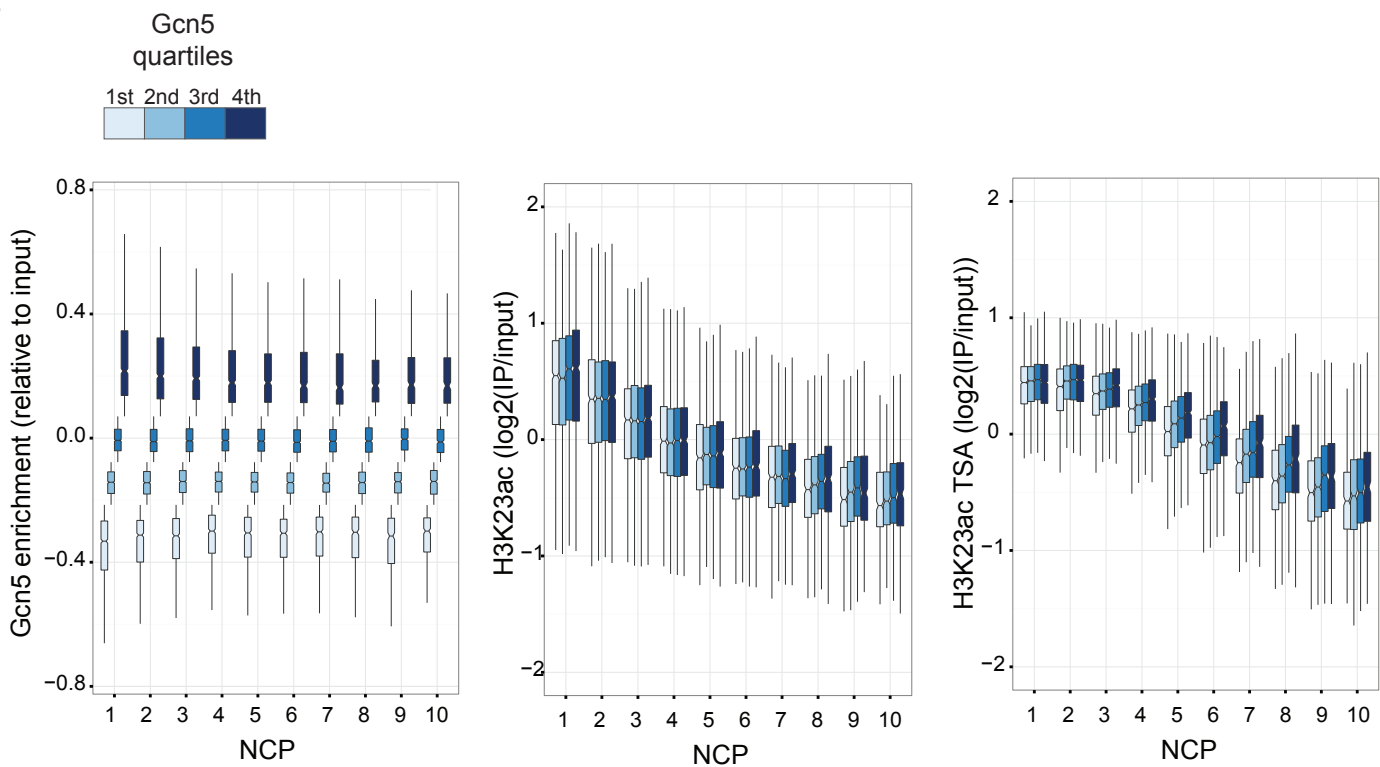 Gcn5
quartiles
1st 2nd 3rd 4th
Gcn5 enrichment (relative to input)
0.8
0.4
0.0
−0.4
−0.8
1 2 3 4 5 6 7 8 9 10
NCP
H3K23ac (log2(IP/input)
2
1
0
−1
−2
1 2 3 4 5 6 7 8 9 10
NCP
H3K23ac TSA (log2(IP/input))
2
1
0
−1
−2
1 2 3 4 5 6 7 8 9 10
NCP